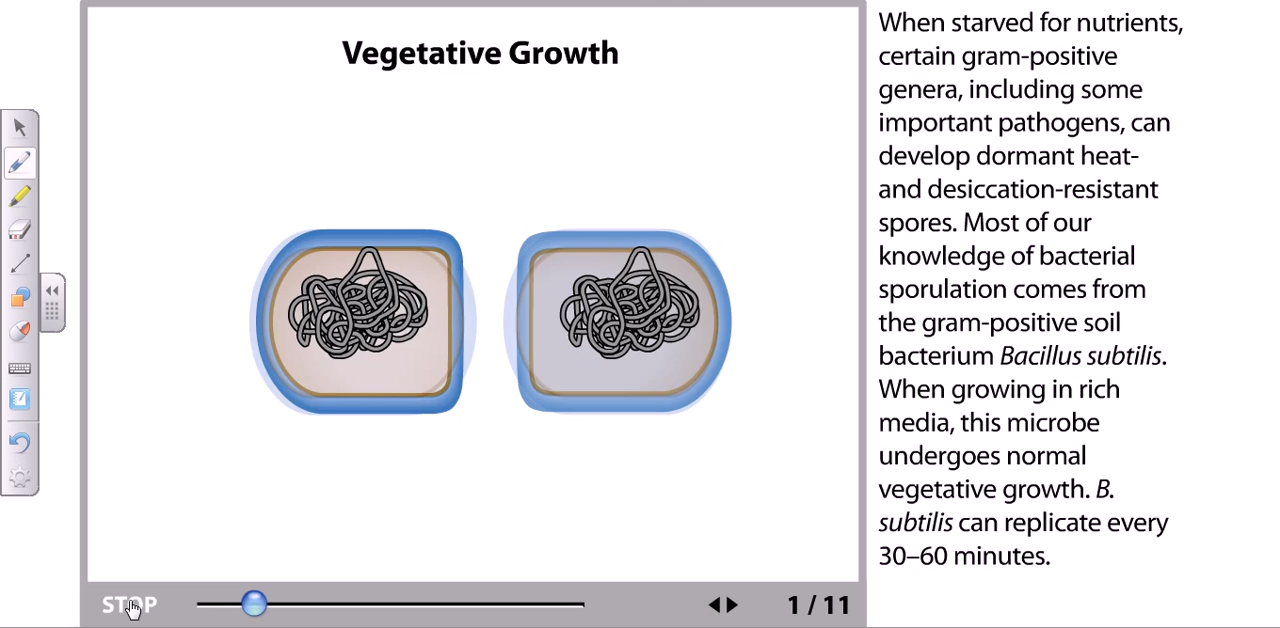 Vegetative Growth
When starved for nutrients,
certain gram-positive
genera, including some
important pathogens, can
develop dormant heat-
and desiccation-resistant
spores. Most of our
knowledge of bacterial
sporulation comes from
the gram-positive soil
bacterium Bacillus subtilis.
When growing in rich
media, this microbe
undergoes normal
vegetative growth. B.
subtilis can replicate every
30–60 minutes.
STOP
1 / 11